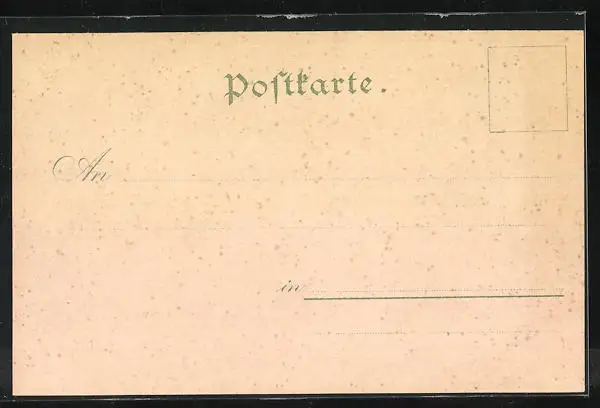 Poſtkarte.
An
in